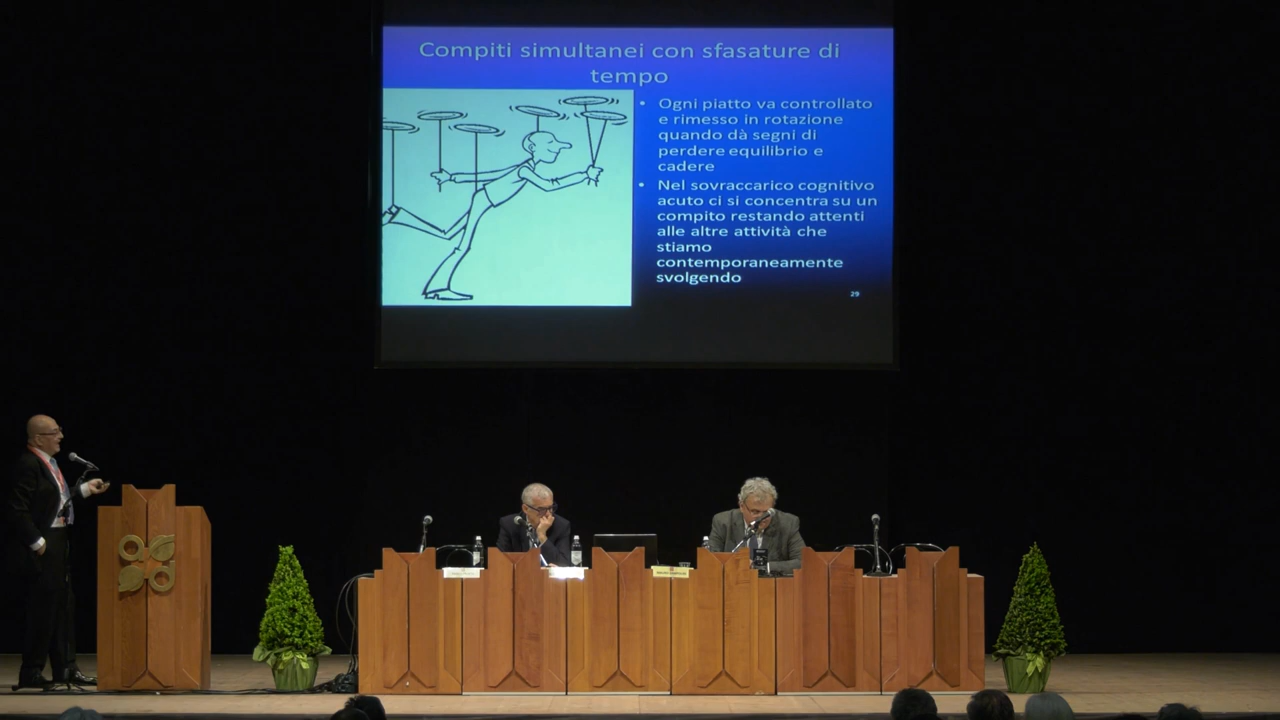 Compiti simultanei con sfasature di
tempo
• Ogni piatto va controllato
e rimesso in rotazione
quando dà segni di
perdere equilibrio e
cadere
• Nel sovraccarico cognitivo
acuto ci si concentra su un
compito restando attenti
alle altre attività che
stiamo
contemporaneamente
svolgendo
29